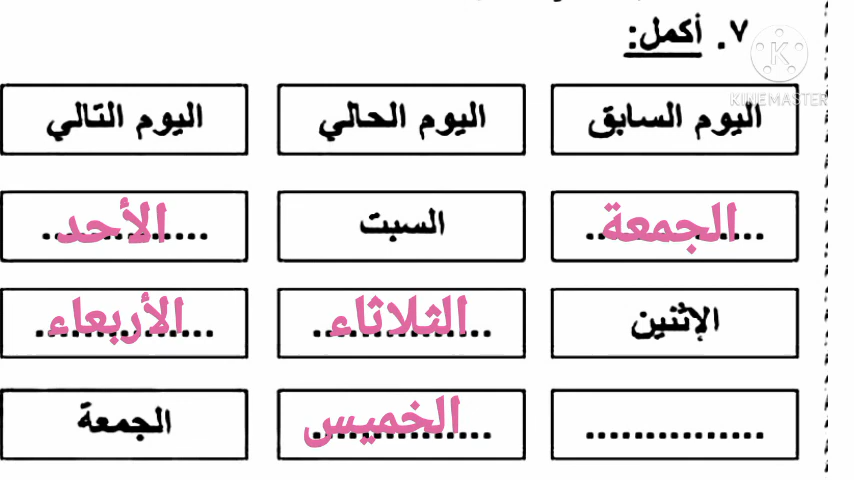 ٧. أكمل:
KINEMASTER
اليوم السابق اليوم الحالي اليوم التالي
الجمعة السبت الأحد
الإثنين الثلاثاء الأربعاء
............... الخميس الجمعة